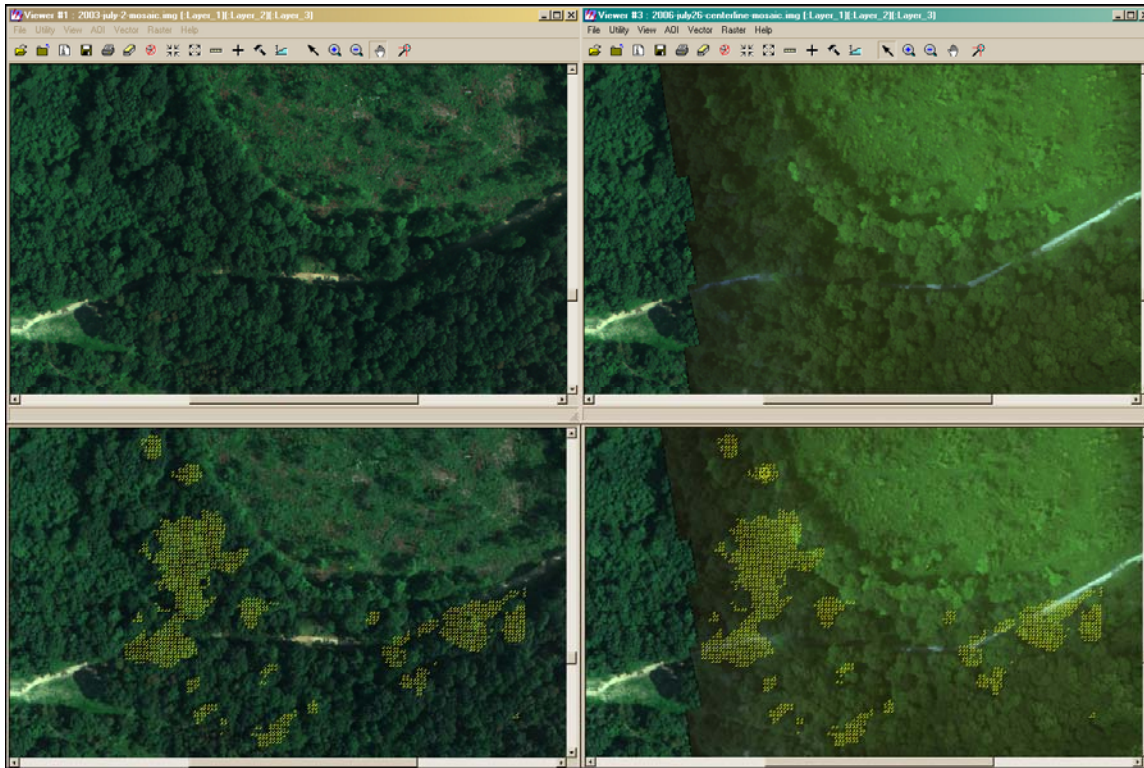 Viewer #1 : 2003-july-2-mosaic.img (:Layer_1)(:Layer_2)(:Layer_3)
File Utility View AOI Vector Raster Help
Viewer #3 : 2006-july26-centerline-mosaic.img (:Layer_1)(:Layer_2)(:Layer_3)
File Utility View AOI Vector Raster Help